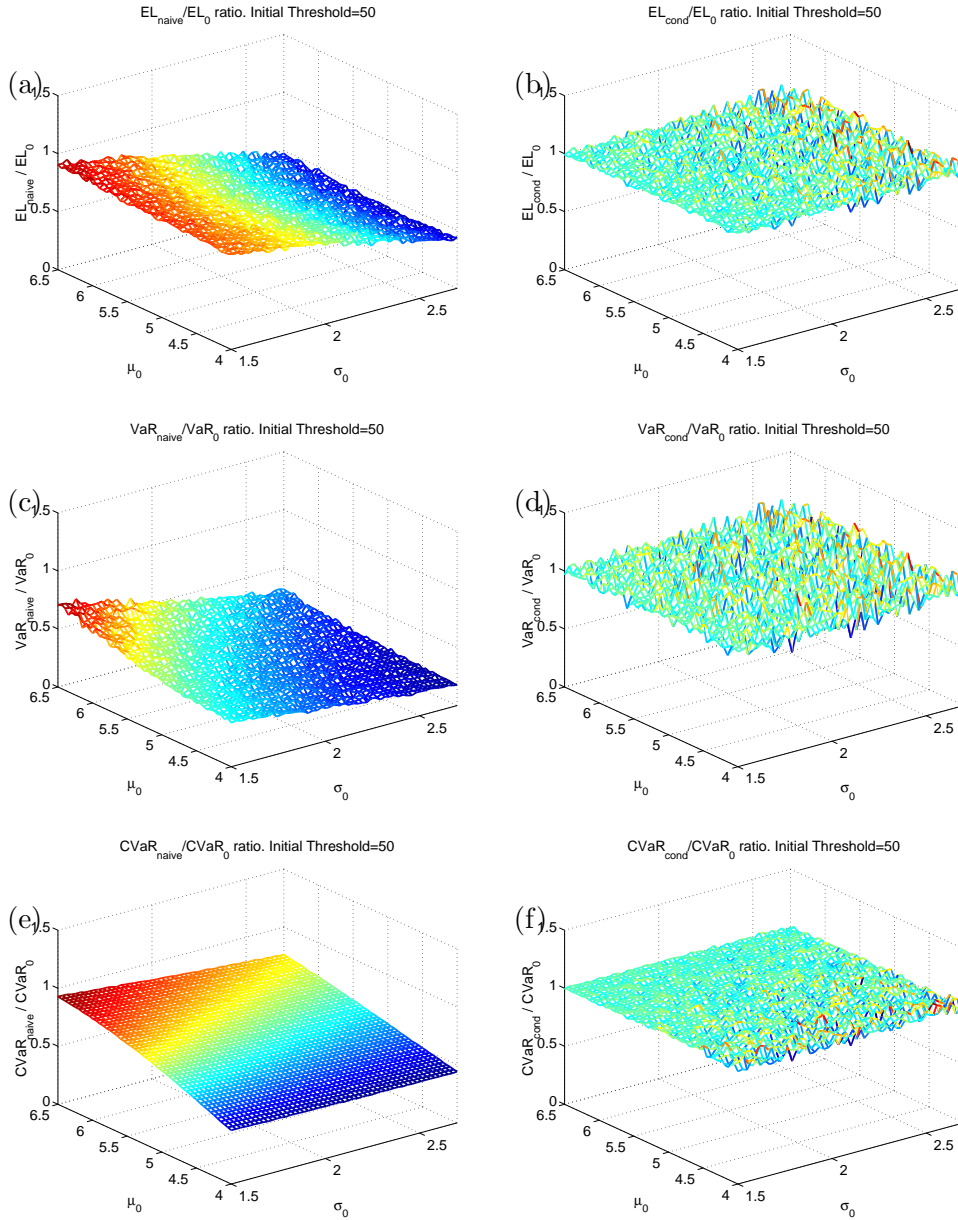 EL_naive/EL_0 ratio. Initial Threshold=50
(a)
EL_naive / EL_0
1.5
1
0.5
0
6.5
6
5.5
5
4.5
4
μ_0
1.5
2
2.5
σ_0
EL_cond/EL_0 ratio. Initial Threshold=50
(b)
EL_cond / EL_0
1.5
1
0.5
0
6.5
6
5.5
5
4.5
4
μ_0
1.5
2
2.5
σ_0
VaR_naive/VaR_0 ratio. Initial Threshold=50
(c)
VaR_naive / VaR_0
1.5
1
0.5
0
6.5
6
5.5
5
4.5
4
μ_0
1.5
2
2.5
σ_0
VaR_cond/VaR_0 ratio. Initial Threshold=50
(d)
VaR_cond / VaR_0
1.5
1
0.5
0
6.5
6
5.5
5
4.5
4
μ_0
1.5
2
2.5
σ_0
CVaR_naive/CVaR_0 ratio. Initial Threshold=50
(e)
CVaR_naive / CVaR_0
1.5
1
0.5
0
6.5
6
5.5
5
4.5
4
μ_0
1.5
2
2.5
σ_0
CVaR_cond/CVaR_0 ratio. Initial Threshold=50
(f)
CVaR_cond / CVaR_0
1.5
1
0.5
0
6.5
6
5.5
5
4.5
4
μ_0
1.5
2
2.5
σ_0